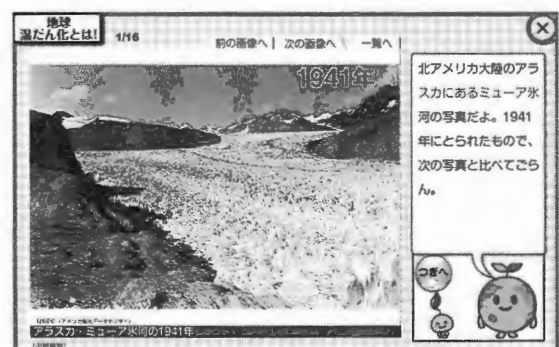 地球
温だん化とは!
1/16
前の画像へ | 次の画像へ \ 一覧へ |
1941年
北アメリカ大陸のアラ
スカにあるミューア氷
河の写真だよ。1941
年にとられたもので、
次の写真と比べてごら
ん。
つぎへ
アラスカ・ミューア氷河の1941年